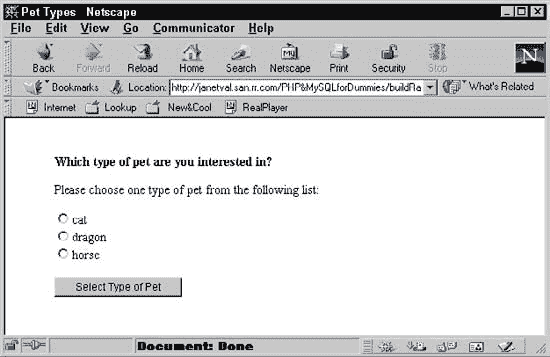 Pet Types - Netscape
File Edit View Go Communicator Help
Back Forward Reload Home Search Netscape Print Security Stop
Bookmarks Location: http://janetval.san.rr.com/PHP&MySQLforDummies/buildRa What's Related
Internet Lookup New&Cool RealPlayer
Which type of pet are you interested in?
Please choose one type of pet from the following list:
cat
dragon
horse
Select Type of Pet
Document: Done